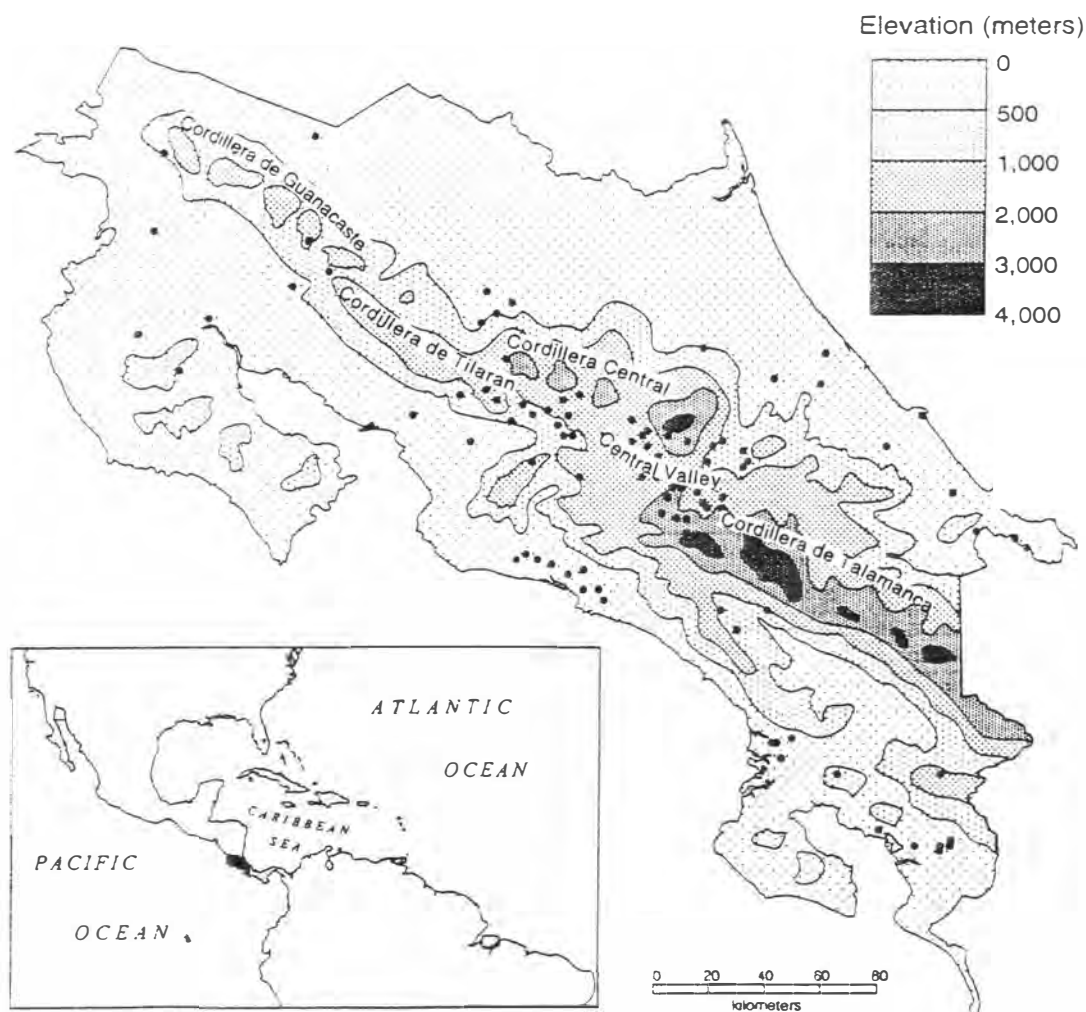 Elevation (meters)
0
500
1,000
2,000
3,000
4,000
Cordillera de Guanacaste
Cordillera de Tilaran
Cordillera Central
Central Valley
Cordillera de Talamanca
ATLANTIC
OCEAN
CARIBBEAN
SEA
PACIFIC
OCEAN
0 20 40 60 80
kilometers